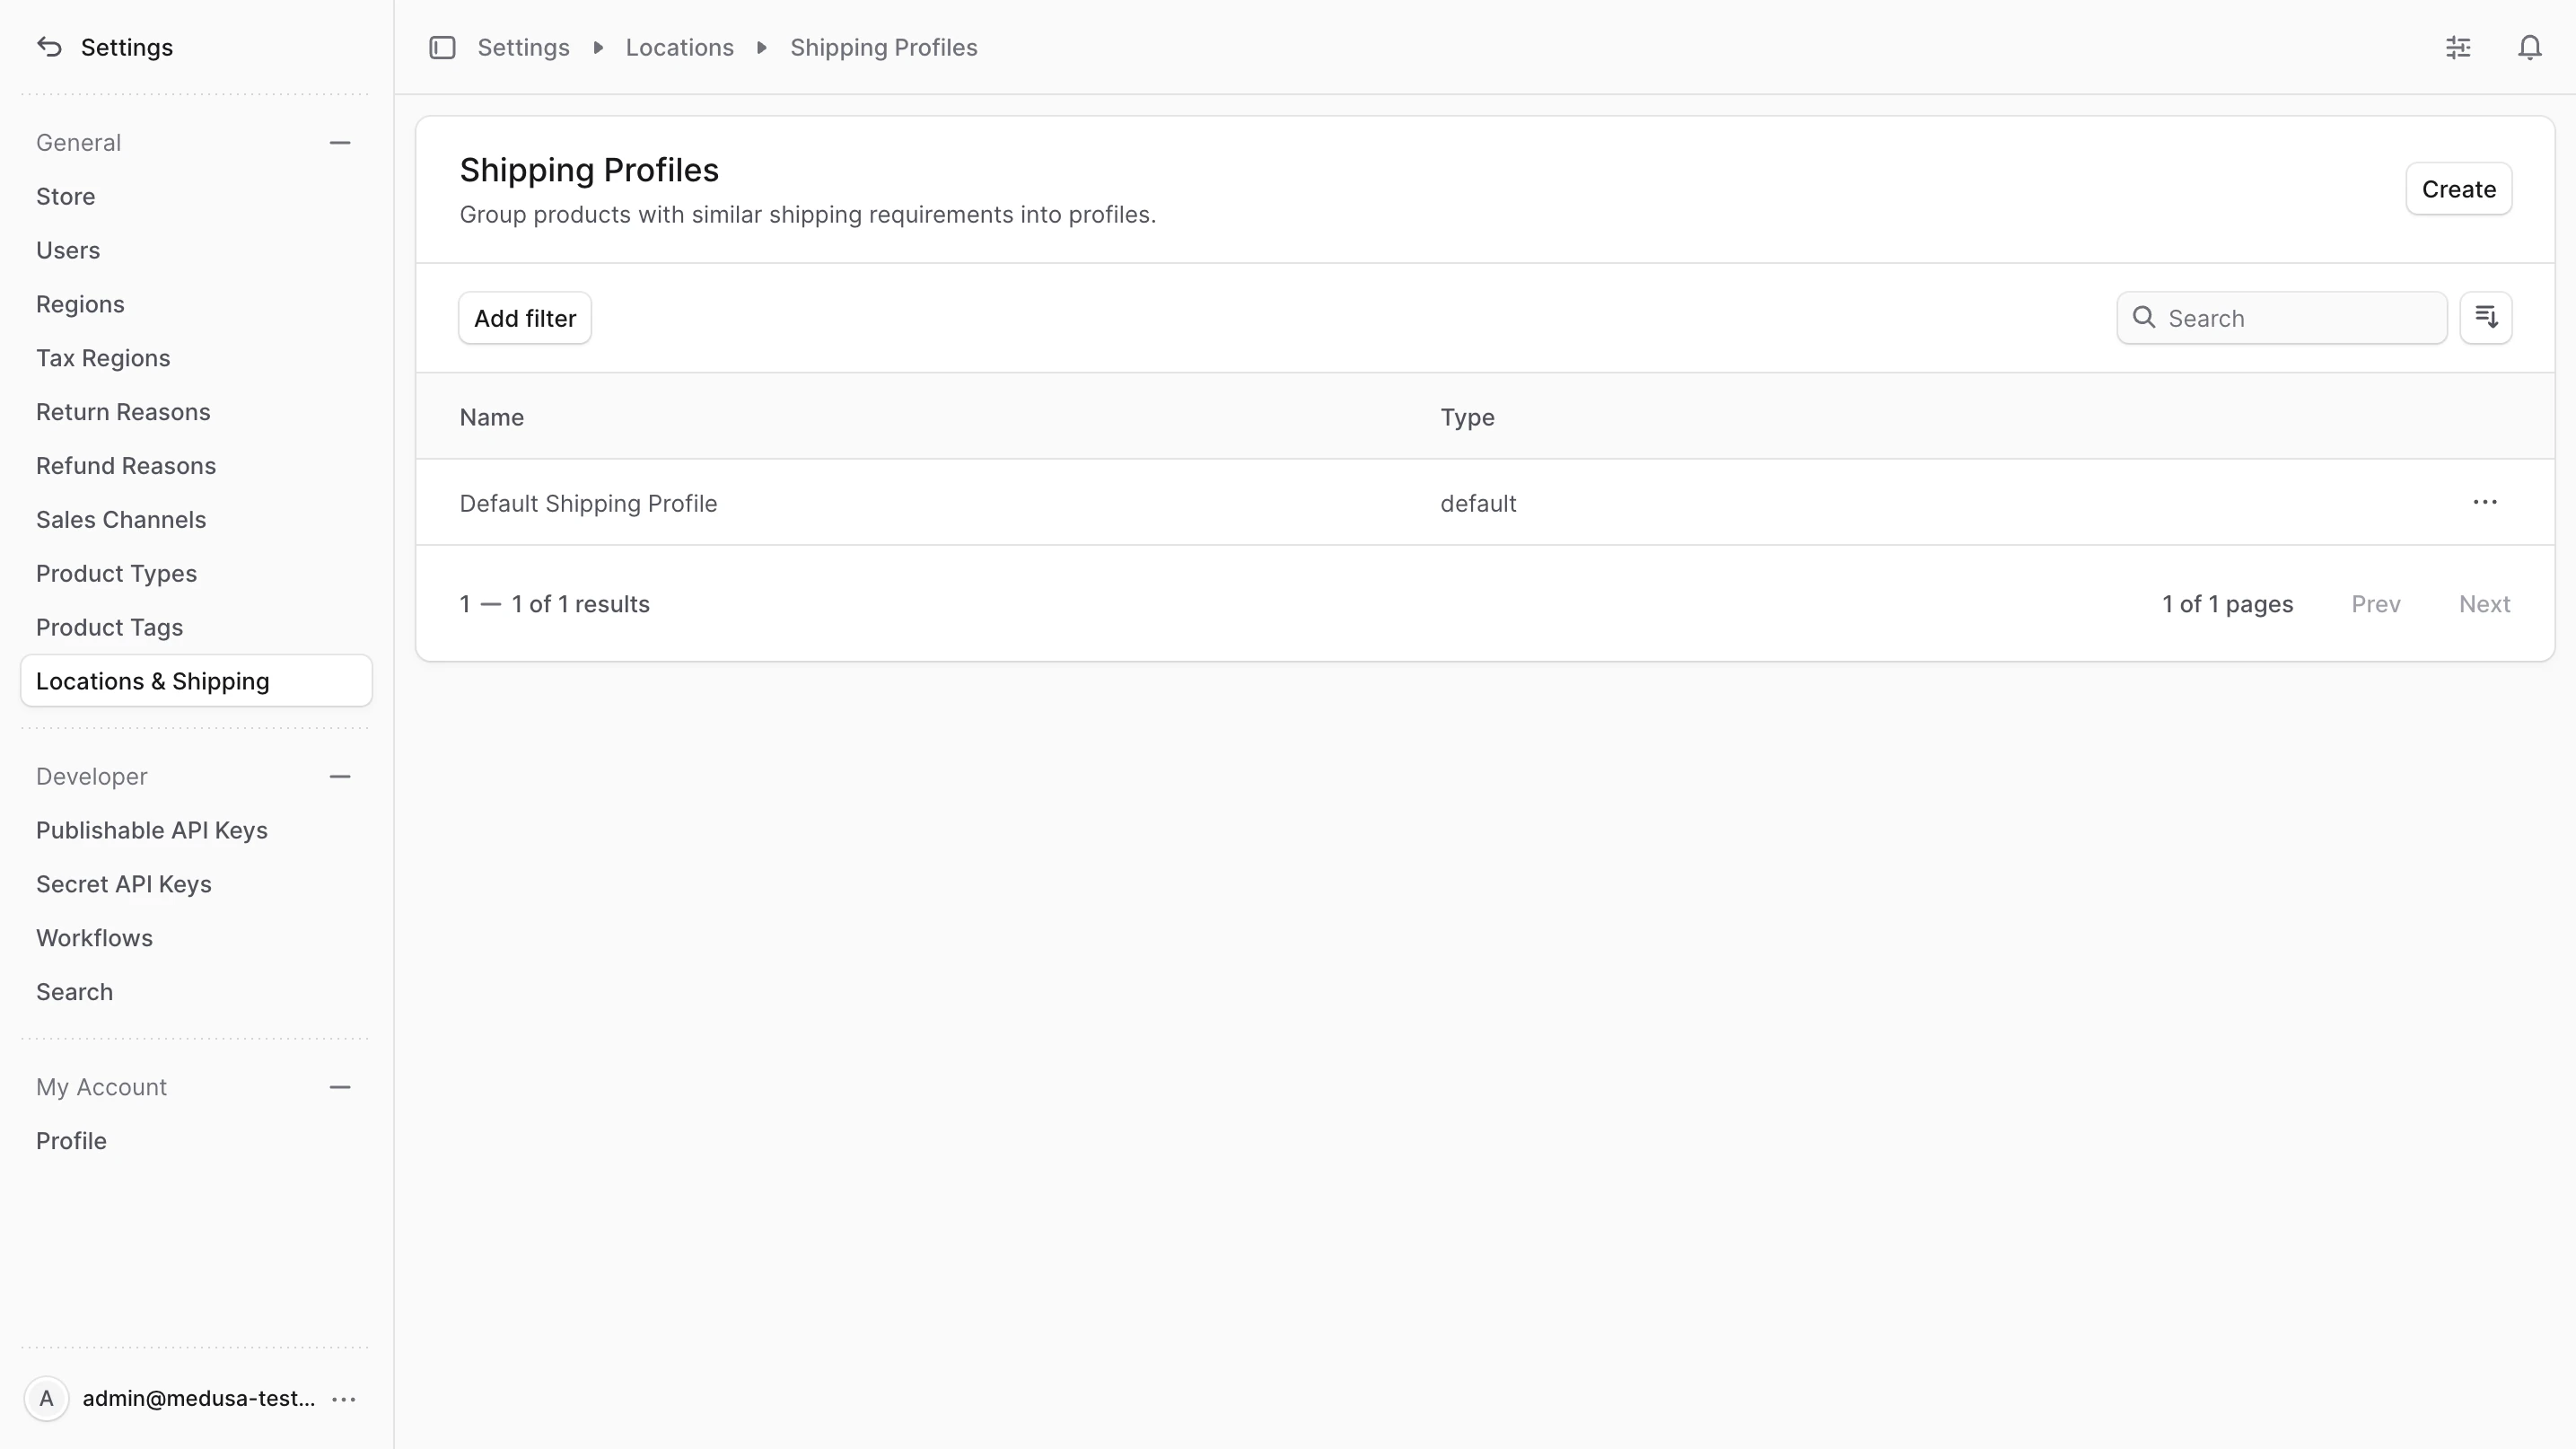 Settings
General
Store
Users
Regions
Tax Regions
Return Reasons
Refund Reasons
Sales Channels
Product Types
Product Tags
Locations & Shipping
Developer
Publishable API Keys
Secret API Keys
Workflows
Search
My Account
Profile
A admin@medusa-test...
Settings Locations Shipping Profiles
Shipping Profiles
Group products with similar shipping requirements into profiles.
Create
Add filter
Search
Name Type
Default Shipping Profile default
1 — 1 of 1 results
1 of 1 pages Prev Next